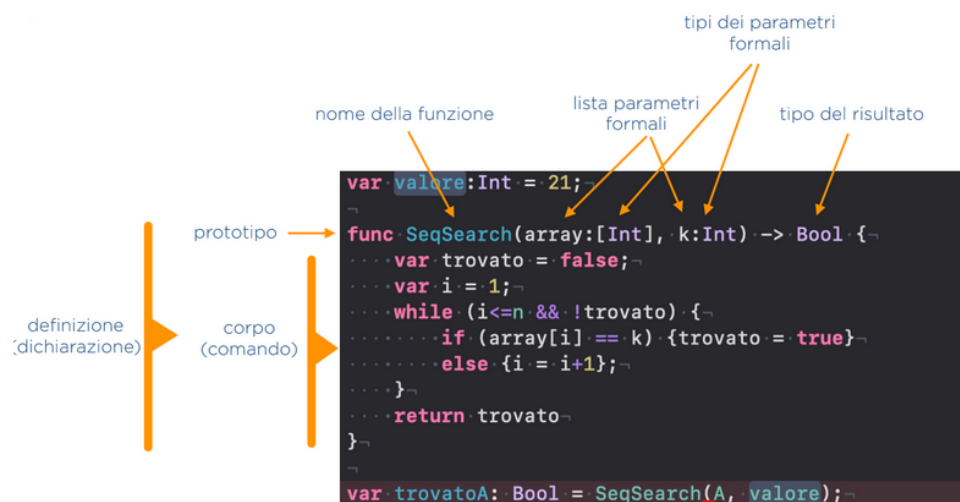 tipi dei parametri
formali
lista parametri
formali
nome della funzione
tipo del risultato
var valore:Int = 21;
prototipo
func SeqSearch(array:[Int], k:Int) -> Bool {
var trovato = false;
var i = 1;
while (i<=n && !trovato) {
definizione
(dichiarazione)
corpo
(comando)
if (array[i] == k) {trovato = true}
else {i = i+1};
}
return trovato
}
var trovatoA: Bool = SeqSearch(A, valore);